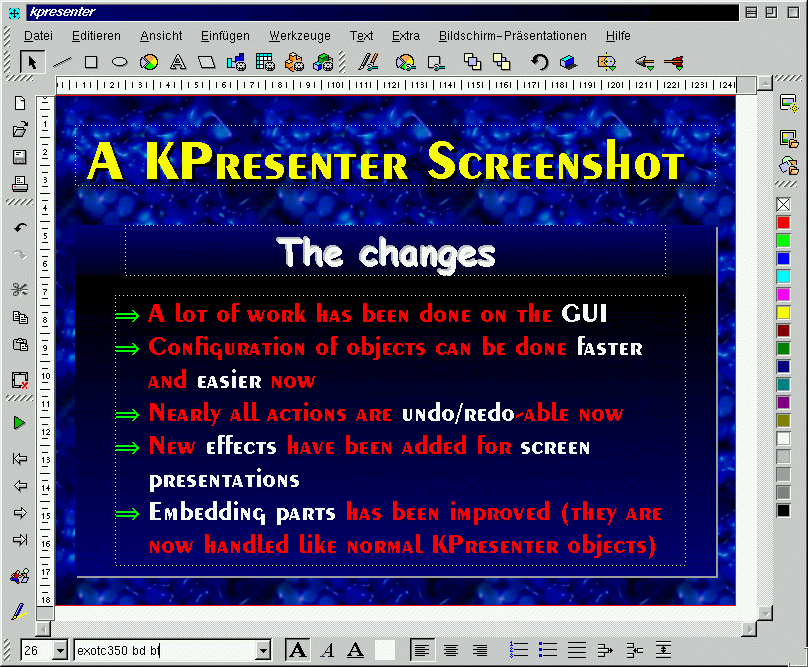 kpresenter
Datei Editieren Ansicht Einfügen Werkzeuge Text Extra Bildschirm-Präsentationen Hilfe
A KPresenter Screenshot
The changes
A lot of work has been done on the GUI
Configuration of objects can be done faster
and easier now
Nearly all actions are undo/redo-able now
New effects have been added for screen
presentations
Embedding parts has been improved (they are
now handled like normal KPresenter objects)
26 exotc350 bd bt